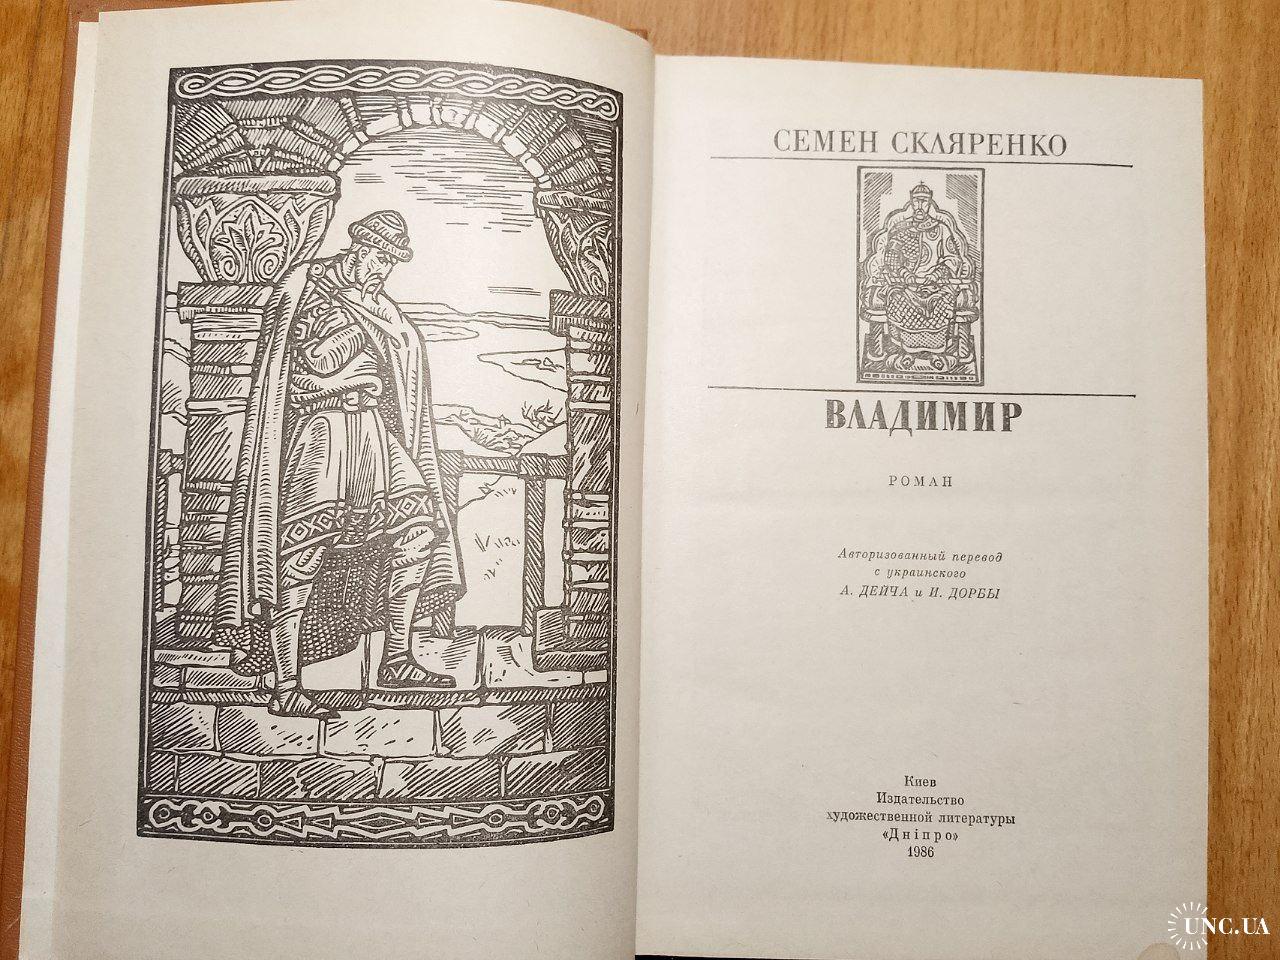 СЕМЕН СКЛЯРЕНКО
ВЛАДИМИР
РОМАН
Авторизованный перевод
с украинского
А. ДЕЙЧА и И. ДОРБЫ
Киев
Издательство
художественной литературы
«Дніпро»
1986
UNC.UA